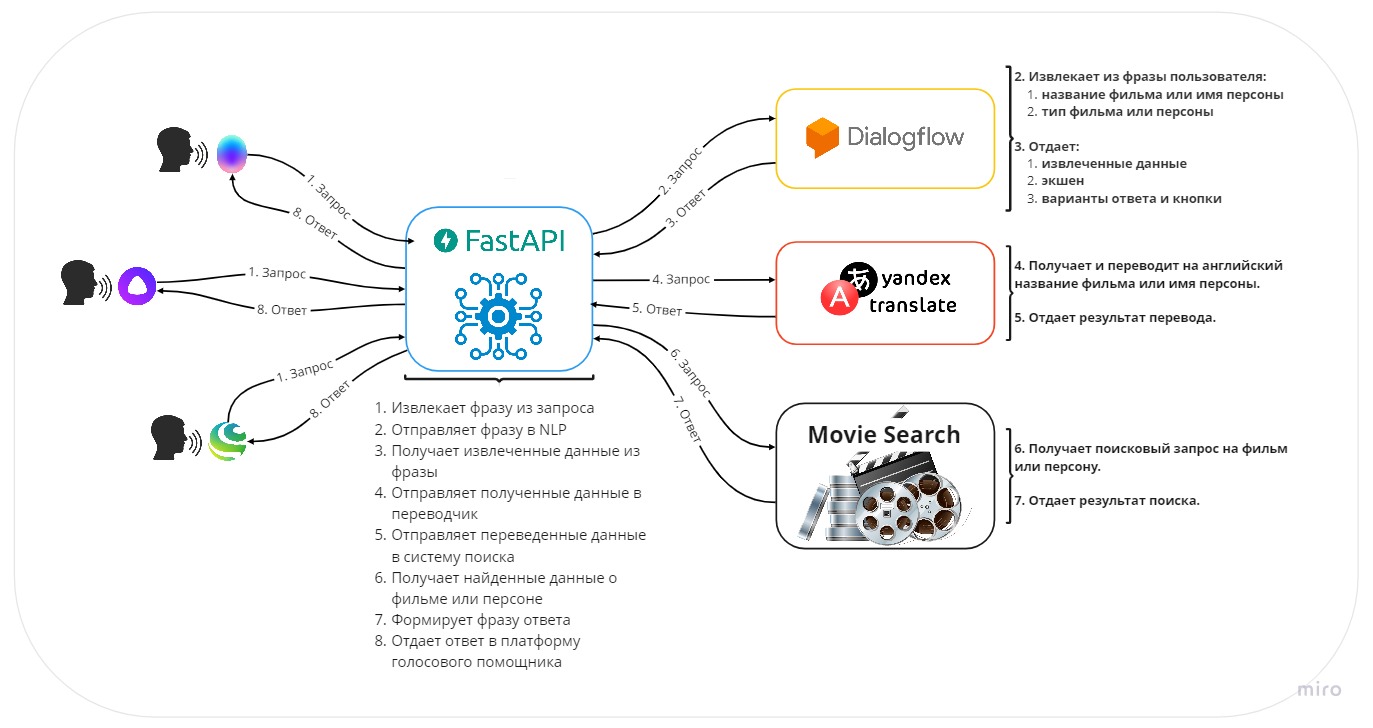 1. Запрос
8. Ответ
1. Запрос
8. Ответ
1. Запрос
8. Ответ
FastAPI
1. Извлекает фразу из запроса
2. Отправляет фразу в NLP
3. Получает извлеченные данные из
фразы
4. Отправляет полученные данные в
переводчик
5. Отправляет переведенные данные
в систему поиска
6. Получает найденные данные о
фильме или персоне
7. Формирует фразу ответа
8. Отдает ответ в платформу
голосового помощника
2. Запрос
3. Ответ
4. Запрос
5. Ответ
6. Запрос
7. Ответ
Dialogflow
2. Извлекает из фразы пользователя:
1. название фильма или имя персоны
2. тип фильма или персоны
3. Отдает:
1. извлеченные данные
2. экшен
3. варианты ответа и кнопки
あ
A
yandex
translate
4. Получает и переводит на английский
название фильма или имя персоны.
5. Отдает результат перевода.
Movie Search
6. Получает поисковый запрос на фильм
или персону.
7. Отдает результат поиска.
miro